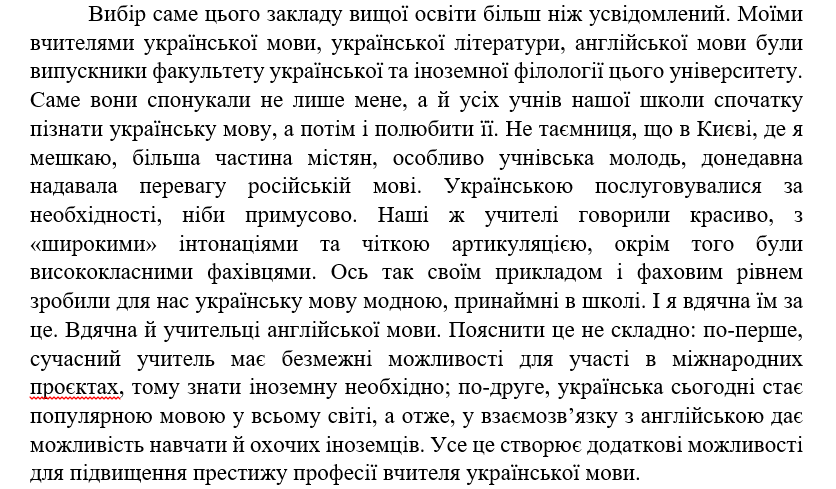 Вибір саме цього закладу вищої освіти більш ніж усвідомлений. Моїми
вчителями української мови, української літератури, англійської мови були
випускники факультету української та іноземної філології цього університету.
Саме вони спонукали не лише мене, а й усіх учнів нашої школи спочатку
пізнати українську мову, а потім і полюбити її. Не таємниця, що в Києві, де я
мешкаю, більша частина містян, особливо учнівська молодь, донедавна
надавала перевагу російській мові. Українською послуговувалися за
необхідності, ніби примусово. Наші ж учителі говорили красиво, з
«широкими» інтонаціями та чіткою артикуляцією, окрім того були
висококласними фахівцями. Ось так своїм прикладом і фаховим рівнем
зробили для нас українську мову модною, принаймні в школі. І я вдячна їм за
це. Вдячна й учительці англійської мови. Пояснити це не складно: по-перше,
сучасний учитель має безмежні можливості для участі в міжнародних
проєктах, тому знати іноземну необхідно; по-друге, українська сьогодні стає
популярною мовою у всьому світі, а отже, у взаємозв’язку з англійською дає
можливість навчати й охочих іноземців. Усе це створює додаткові можливості
для підвищення престижу професії вчителя української мови.